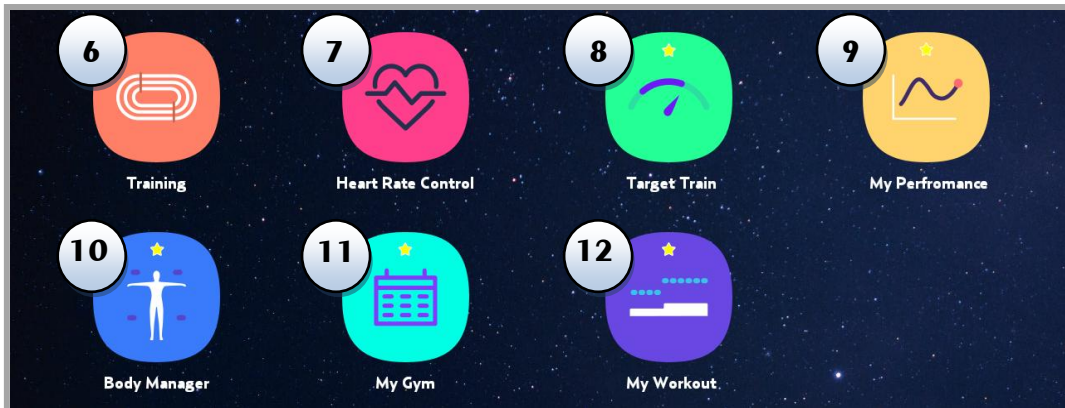 6 7 8 9
Training Heart Rate Control Target Train My Perfromance
10 11 12
Body Manager My Gym My Workout